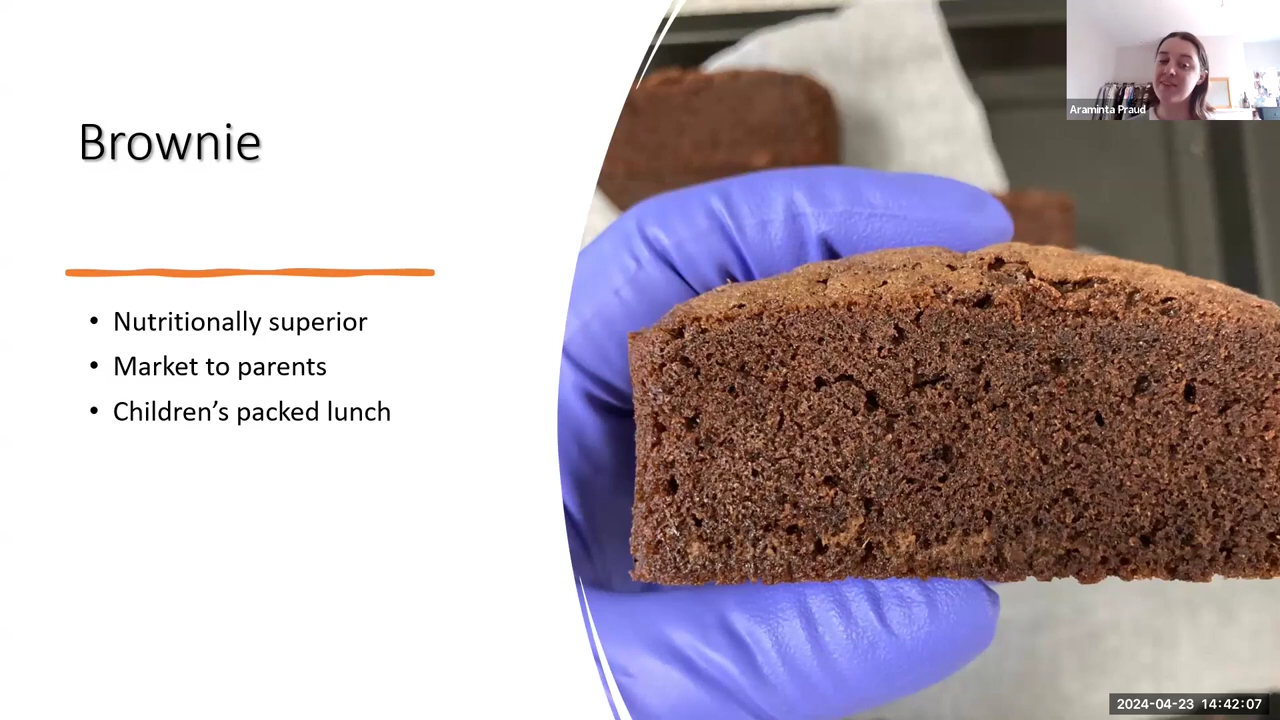 Brownie
• Nutritionally superior
• Market to parents
• Children’s packed lunch
Araminta Praud
2024-04-23 14:42:07